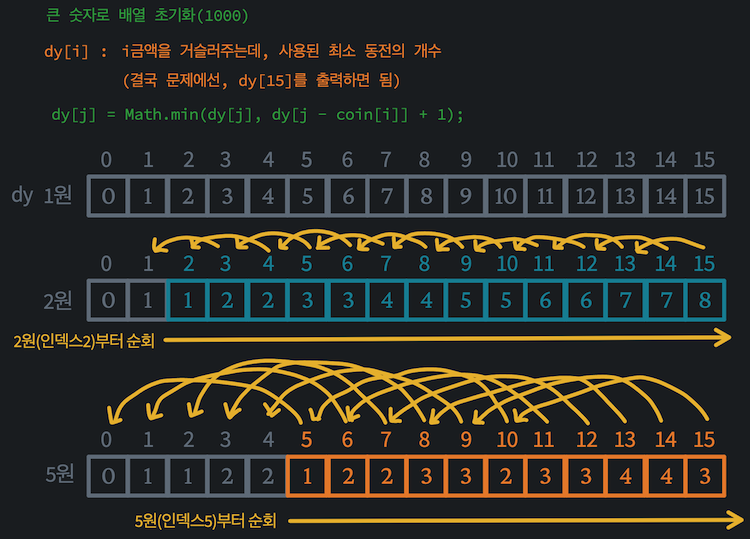 큰 숫자로 배열 초기화(1000)
dy[i] : i금액을 거슬러주는데, 사용된 최소 동전의 개수
(결국 문제에선, dy[15]를 출력하면 됨)
dy[j] = Math.min(dy[j], dy[j - coin[i]] + 1);
0 1 2 3 4 5 6 7 8 9 10 11 12 13 14 15
dy 1원 0 1 2 3 4 5 6 7 8 9 10 11 12 13 14 15
0 1 2 3 4 5 6 7 8 9 10 11 12 13 14 15
2원 0 1 1 2 2 3 3 4 4 5 5 6 6 7 7 8
2원(인덱스2)부터 순회
0 1 2 3 4 5 6 7 8 9 10 11 12 13 14 15
5원 0 1 1 2 2 1 2 2 3 3 2 3 3 4 4 3
5원(인덱스5)부터 순회